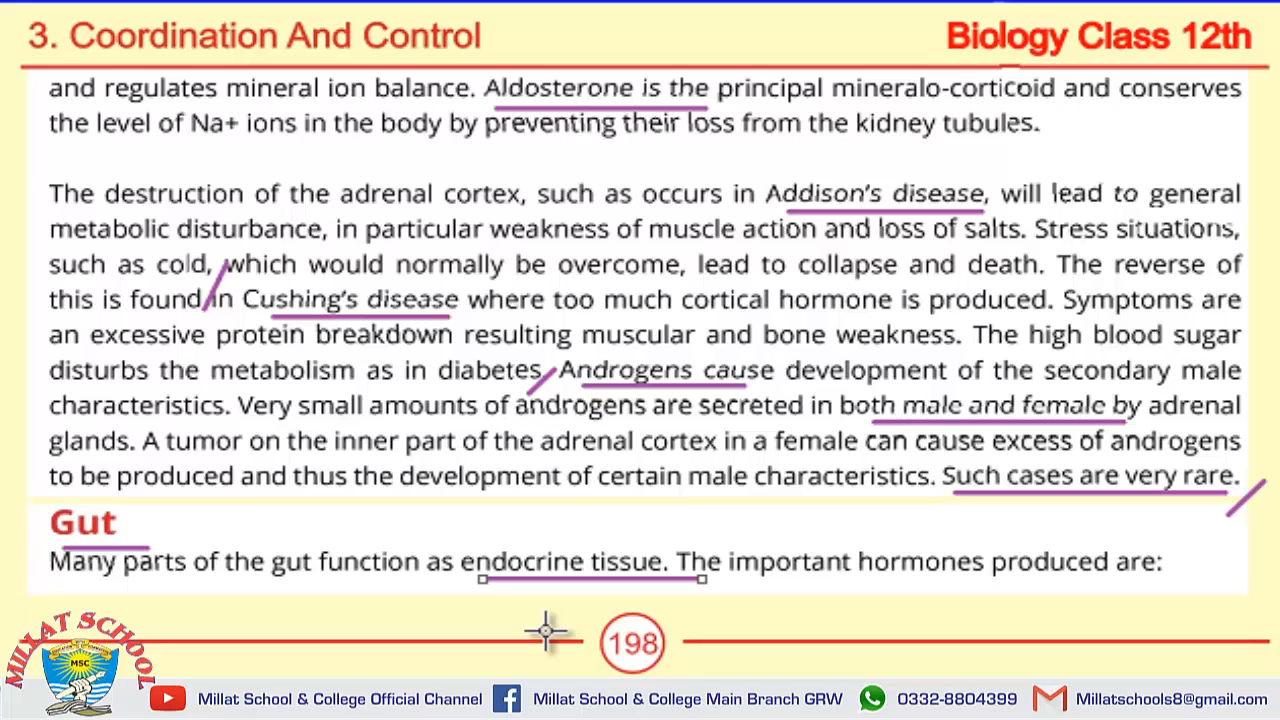 3. Coordination And Control
Biology Class 12th
and regulates mineral ion balance. Aldosterone is the principal mineralo-corticoid and conserves
the level of Na+ ions in the body by preventing their loss from the kidney tubules.
The destruction of the adrenal cortex, such as occurs in Addison's disease, will lead to general
metabolic disturbance, in particular weakness of muscle action and loss of salts. Stress situations,
such as cold, which would normally be overcome, lead to collapse and death. The reverse of
this is found in Cushing's disease where too much cortical hormone is produced. Symptoms are
an excessive protein breakdown resulting muscular and bone weakness. The high blood sugar
disturbs the metabolism as in diabetes. Androgens cause development of the secondary male
characteristics. Very small amounts of androgens are secreted in both male and female by adrenal
glands. A tumor on the inner part of the adrenal cortex in a female can cause excess of androgens
to be produced and thus the development of certain male characteristics. Such cases are very rare.
Gut
Many parts of the gut function as endocrine tissue. The important hormones produced are:
198
MILLAT SCHOOL
MSC
Millat School & College Official Channel
Millat School & College Main Branch GRW
0332-8804399
Millatschools8@gmail.com